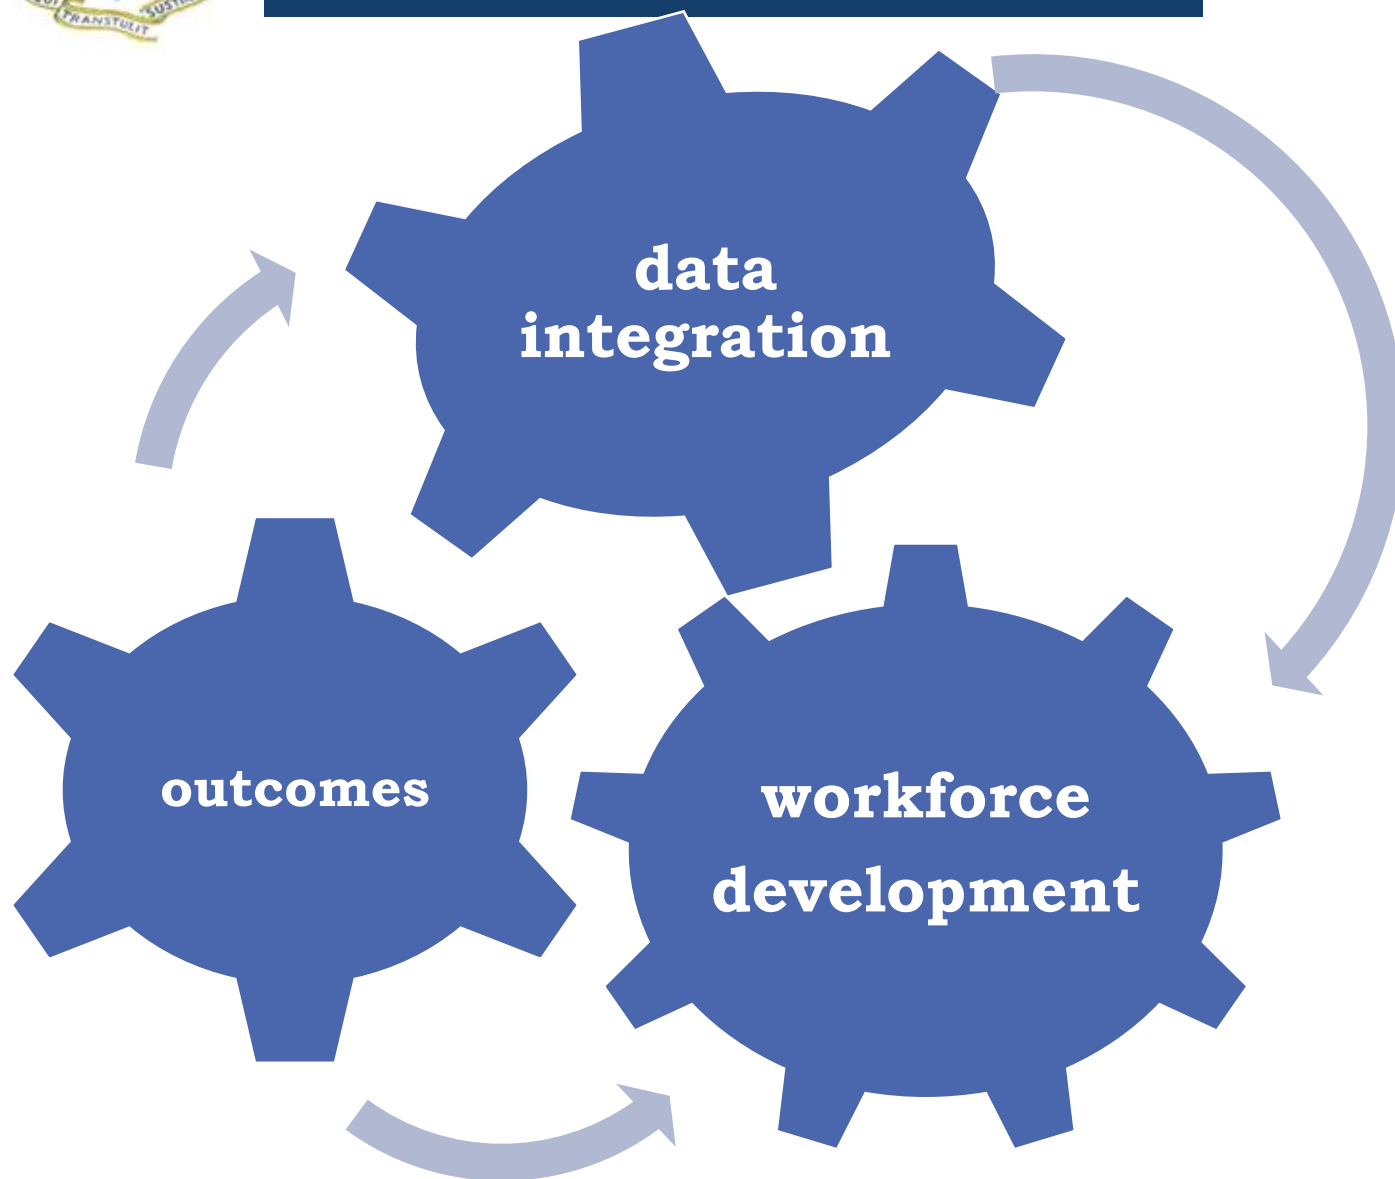 TRANSTULIT
data
integration
outcomes
workforce
development